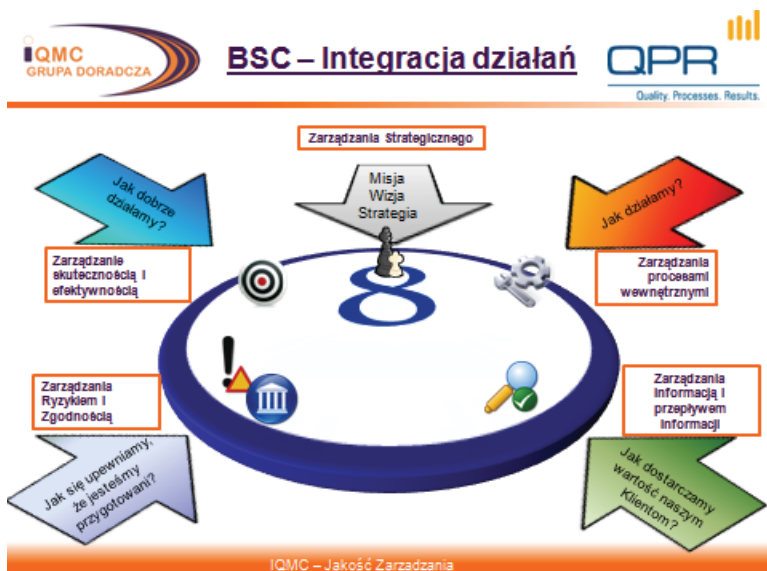 IQMC
GRUPA DORADCZA
BSC – Integracja działań
QPR
Quality. Processes. Results.
Zarządzania Strategicznego
Misja
Wizja
Strategia
Jak dobrze
działamy?
Jak działamy?
Zarządzanie
skutecznością i
efektywnością
Zarządzania
procesami
wewnętrznymi
8
Zarządzania
Ryzykiem i
Zgodnością
Zarządzania
Informacją i
przepływem
Informacji
Jak się upewniamy,
że jesteśmy
przygotowani?
Jak dostarczamy
wartość naszym
Klientom?
IQMC – Jakość Zarzadzania